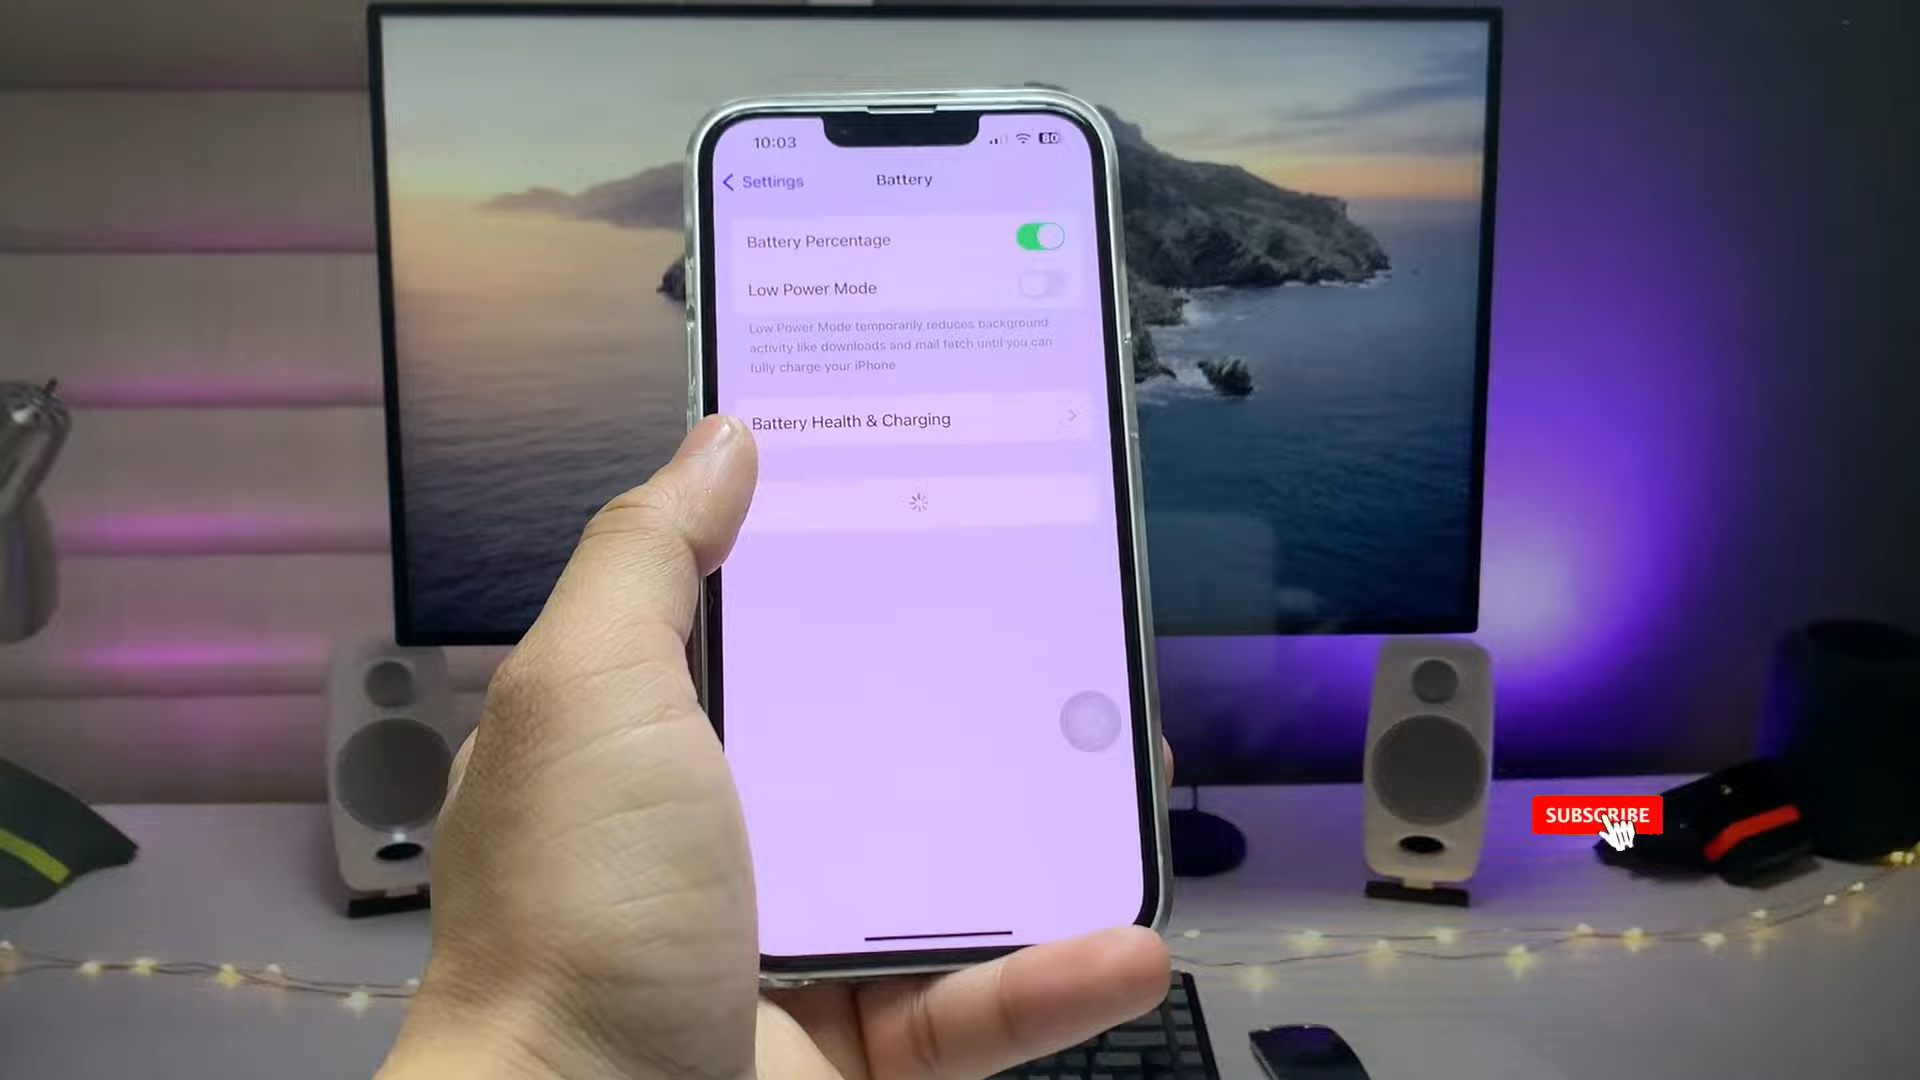 10:03
80
Settings
Battery
Battery Percentage
Low Power Mode
Low Power Mode temporarily reduces background
activity like downloads and mail fetch until you can
fully charge your iPhone
Battery Health & Charging
SUBSCRIBE